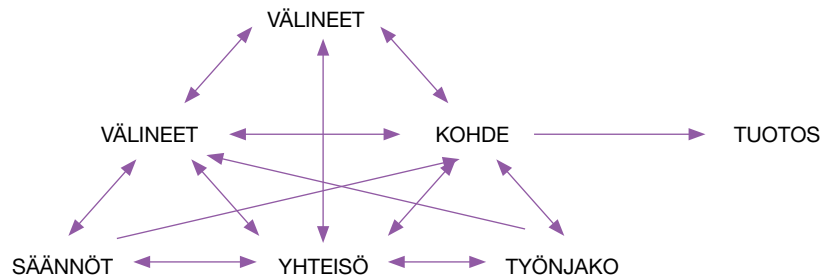 VÄLINEET
VÄLINEET KOHDE TUOTOS
SÄÄNNÖT YHTEISÖ TYÖNJAKO